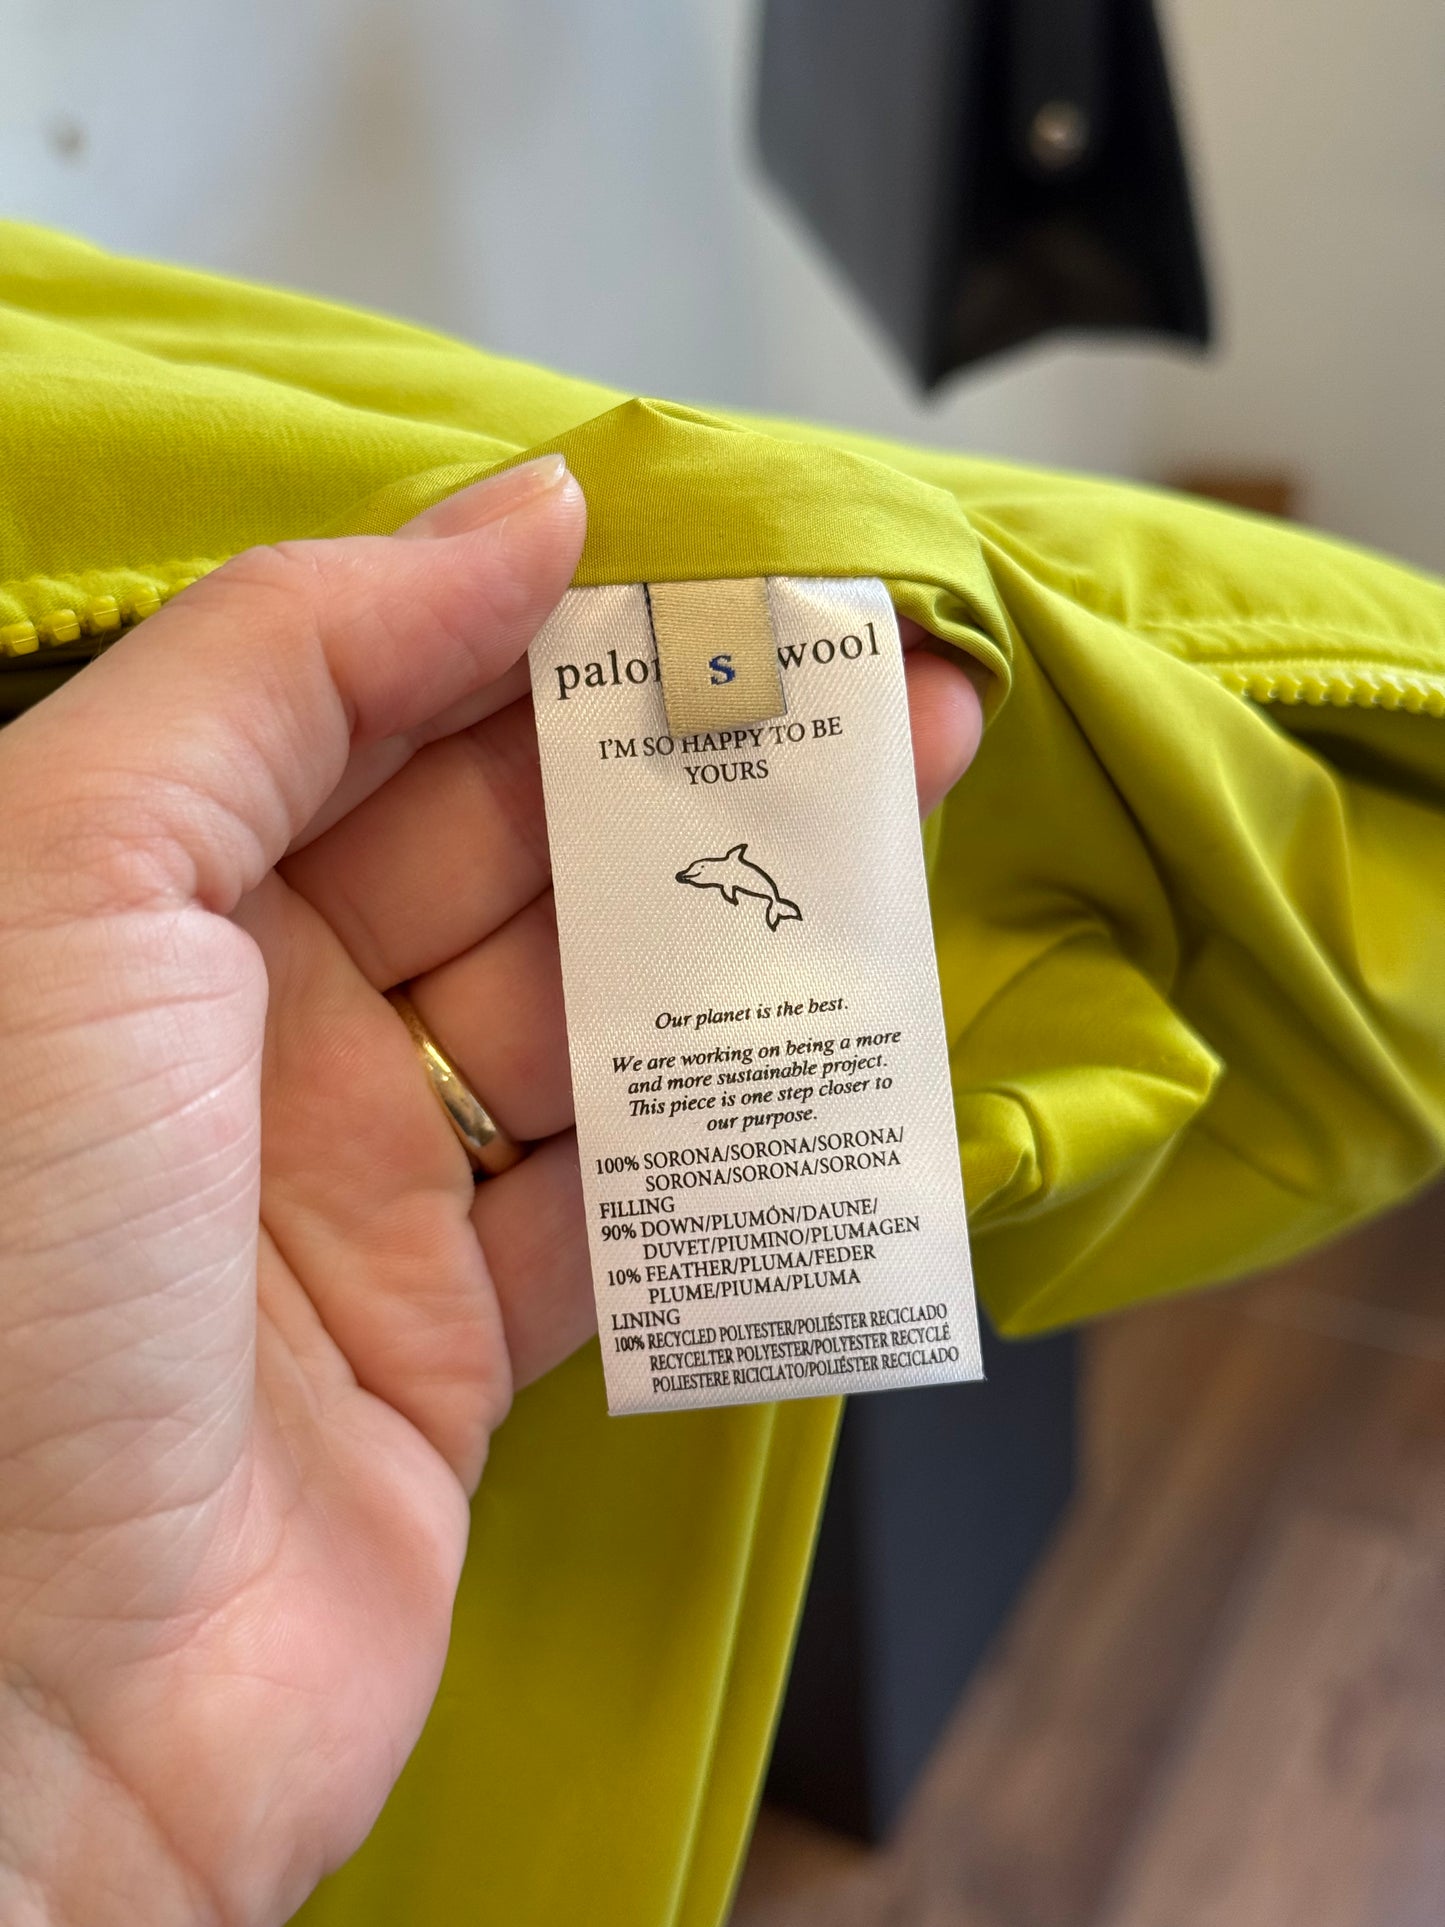 palo wool
S
I'M SO HAPPY TO BE
YOURS
Our planet is the best.
We are working on being a more
and more sustainable project.
This piece is one step closer to
our purpose.
100% SORONA/SORONA/SORONA/
SORONA/SORONA/SORONA
FILLING
90% DOWN/PLUMÓN/DAUNE/
DUVET/PIUMINO/PLUMAGEN
10% FEATHER/PLUMA/FEDER
PLUME/PIUMA/PLUMA
LINING
100% RECYCLED POLYESTER/POLIÉSTER RECICLADO
RECYCELTER POLYESTER/POLYESTER RECYCLÉ
POLIESTERE RICICLATO/POLIÉSTER RECICLADO